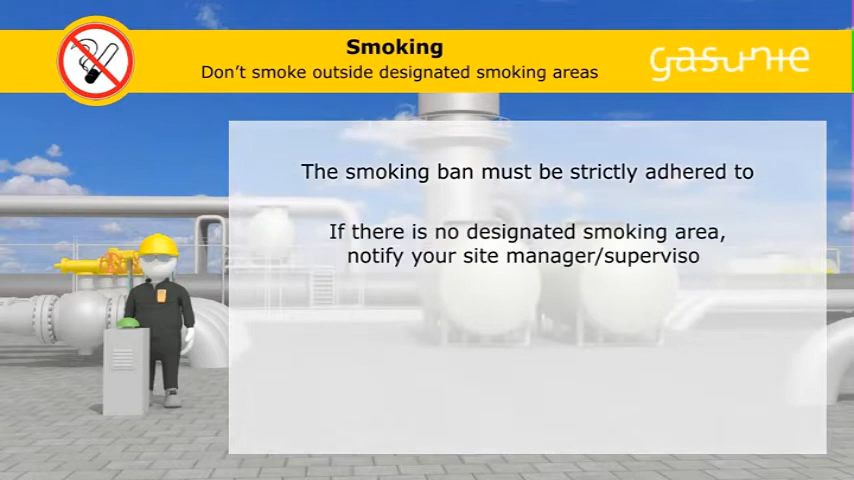 Smoking
Don't smoke outside designated smoking areas
gasunie
The smoking ban must be strictly adhered to
If there is no designated smoking area,
notify your site manager/superviso